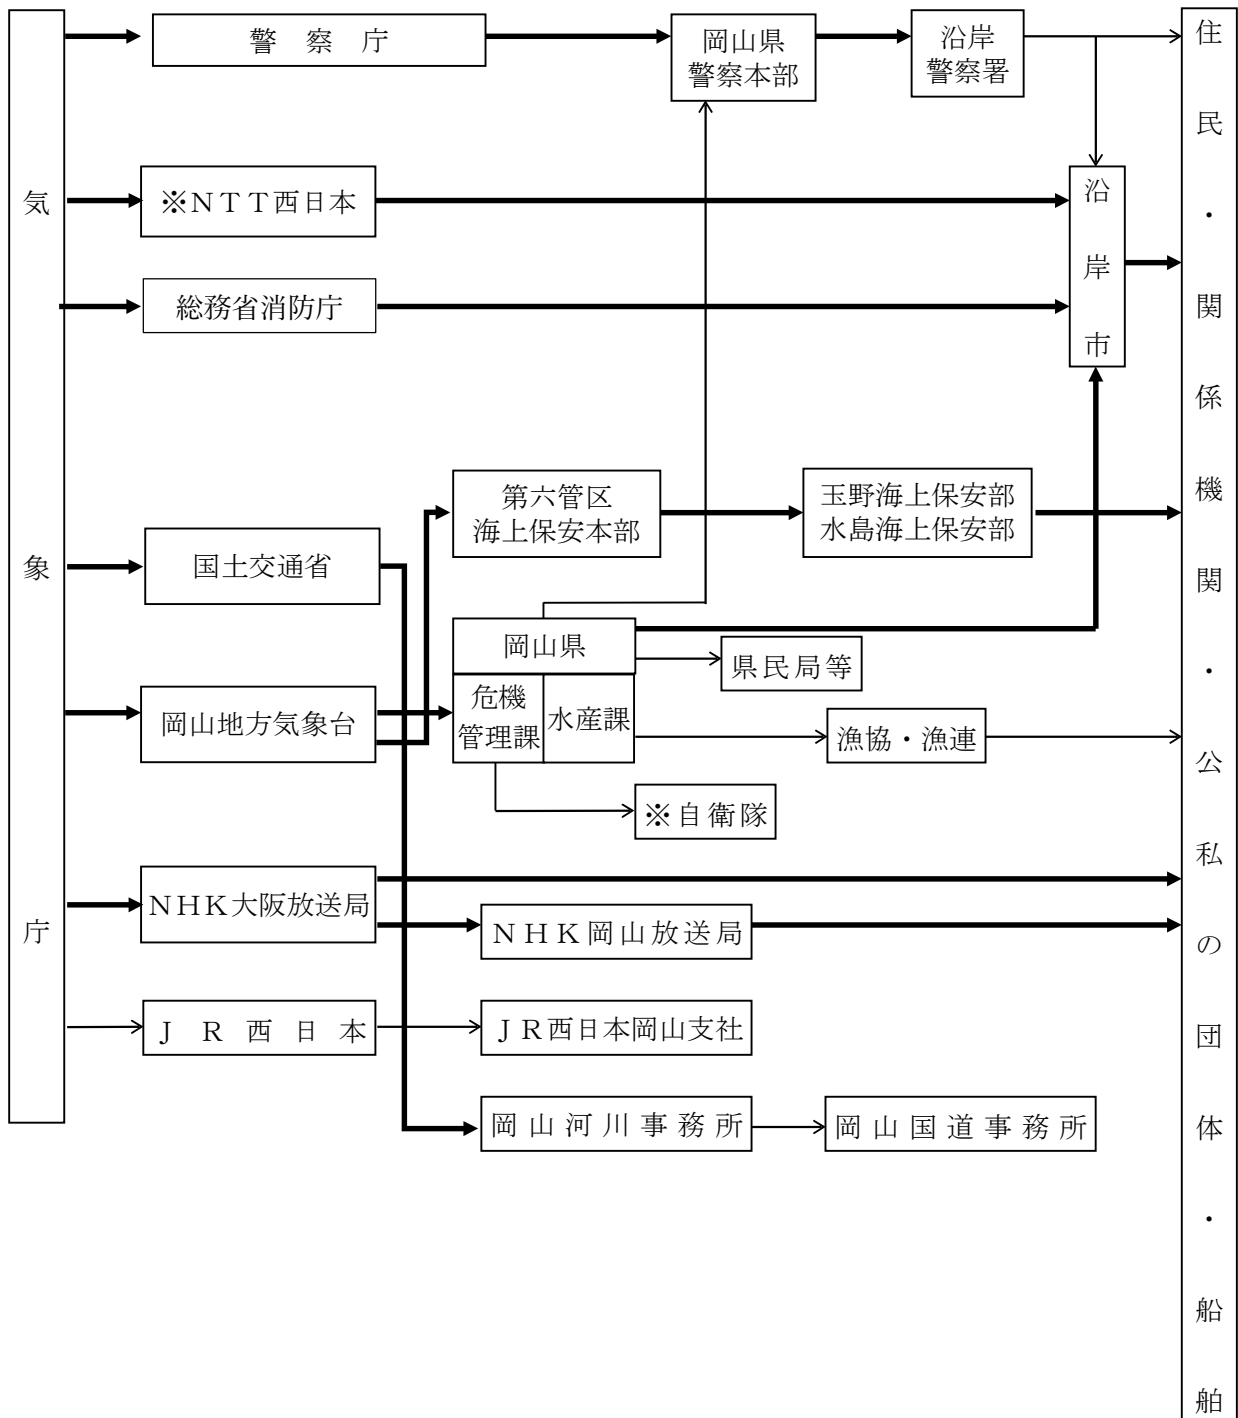 気象庁
警察庁
岡山県
警察本部
沿岸
警察署
※ＮＴＴ西日本
総務省消防庁
沿岸市
第六管区
海上保安本部
玉野海上保安部
水島海上保安部
国土交通省
岡山県
危機
管理課
水産課
県民局等
岡山地方気象台
漁協・漁連
※自衛隊
ＮＨＫ大阪放送局
ＮＨＫ岡山放送局
ＪＲ西日本
ＪＲ西日本岡山支社
岡山河川事務所
岡山国道事務所
住民・関係機関・公私の団体・船舶